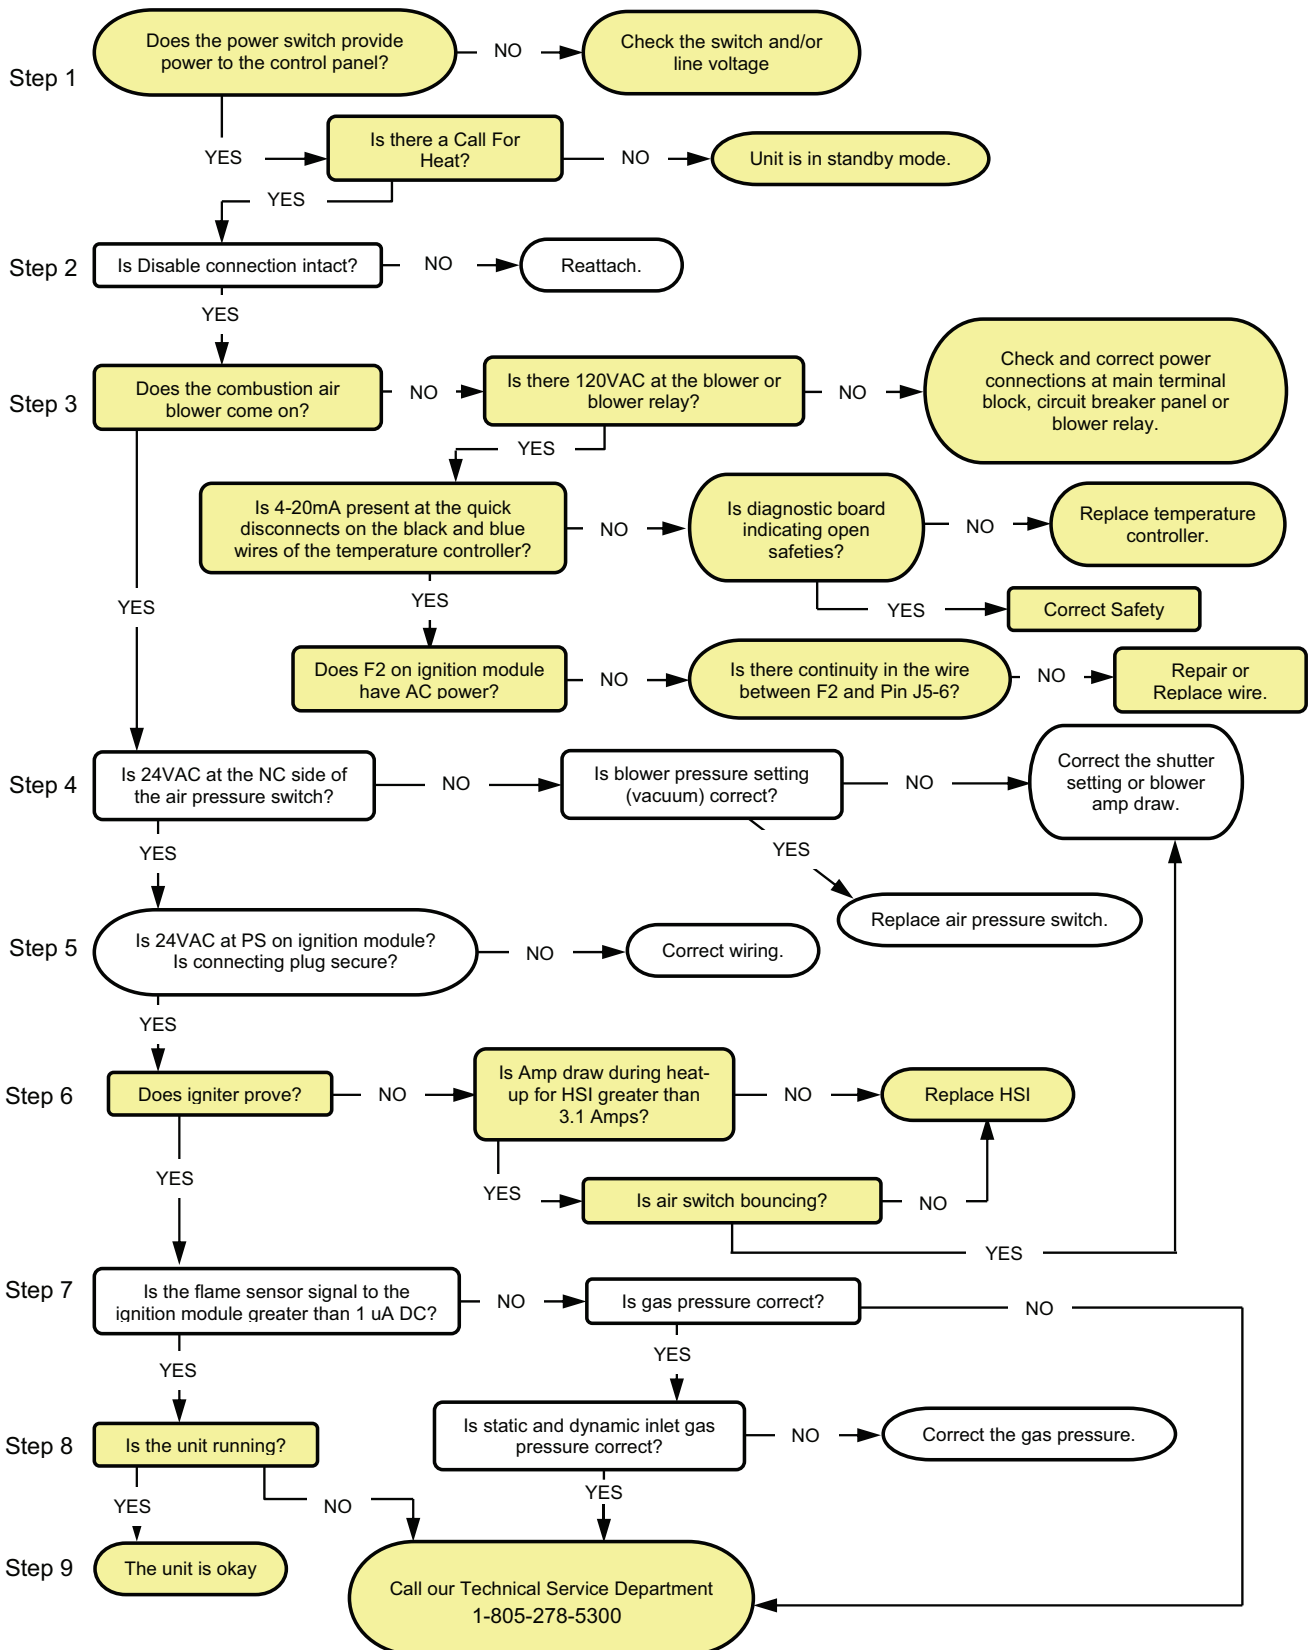 Step 1
Does the power switch provide
power to the control panel?
NO
Check the switch and/or
line voltage
YES
Is there a Call For
Heat?
NO
Unit is in standby mode.
YES
Step 2
Is Disable connection intact?
NO
Reattach.
YES
Step 3
Does the combustion air
blower come on?
NO
Is there 120VAC at the blower or
blower relay?
NO
Check and correct power
connections at main terminal
block, circuit breaker panel or
blower relay.
YES
Is 4-20mA present at the quick
disconnects on the black and blue
wires of the temperature controller?
NO
Is diagnostic board
indicating open
safeties?
NO
Replace temperature
controller.
YES
Correct Safety
YES
YES
Does F2 on ignition module
have AC power?
NO
Is there continuity in the wire
between F2 and Pin J5-6?
NO
Repair or
Replace wire.
Step 4
Is 24VAC at the NC side of
the air pressure switch?
NO
Is blower pressure setting
(vacuum) correct?
NO
Correct the shutter
setting or blower
amp draw.
YES
YES
Replace air pressure switch.
Step 5
Is 24VAC at PS on ignition module?
Is connecting plug secure?
NO
Correct wiring.
YES
Step 6
Does igniter prove?
NO
Is Amp draw during heat-
up for HSI greater than
3.1 Amps?
NO
Replace HSI
YES
YES
Is air switch bouncing?
NO
YES
Step 7
Is the flame sensor signal to the
ignition module greater than 1 uA DC?
NO
Is gas pressure correct?
NO
YES
YES
Step 8
Is the unit running?
Is static and dynamic inlet gas
pressure correct?
NO
Correct the gas pressure.
YES
NO
YES
Step 9
The unit is okay
Call our Technical Service Department
1-805-278-5300